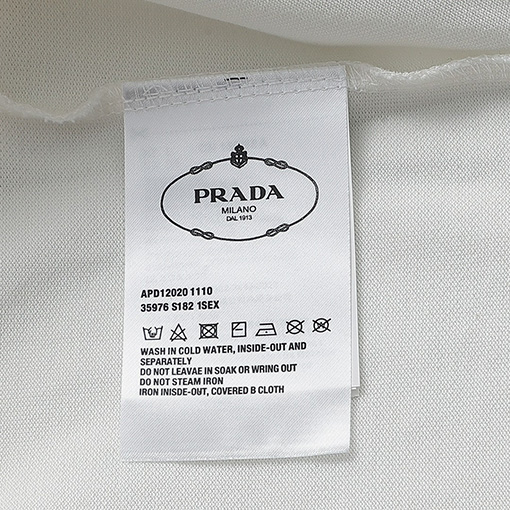 PRADA
MILANO
DAL 1913
APD12020 1110
35976 S182 1SEX
WASH IN COLD WATER, INSIDE-OUT AND
SEPARATELY
DO NOT LEAVAE IN SOAK OR WRING OUT
DO NOT STEAM IRON
IRON INISDE-OUT, COVERED B CLOTH